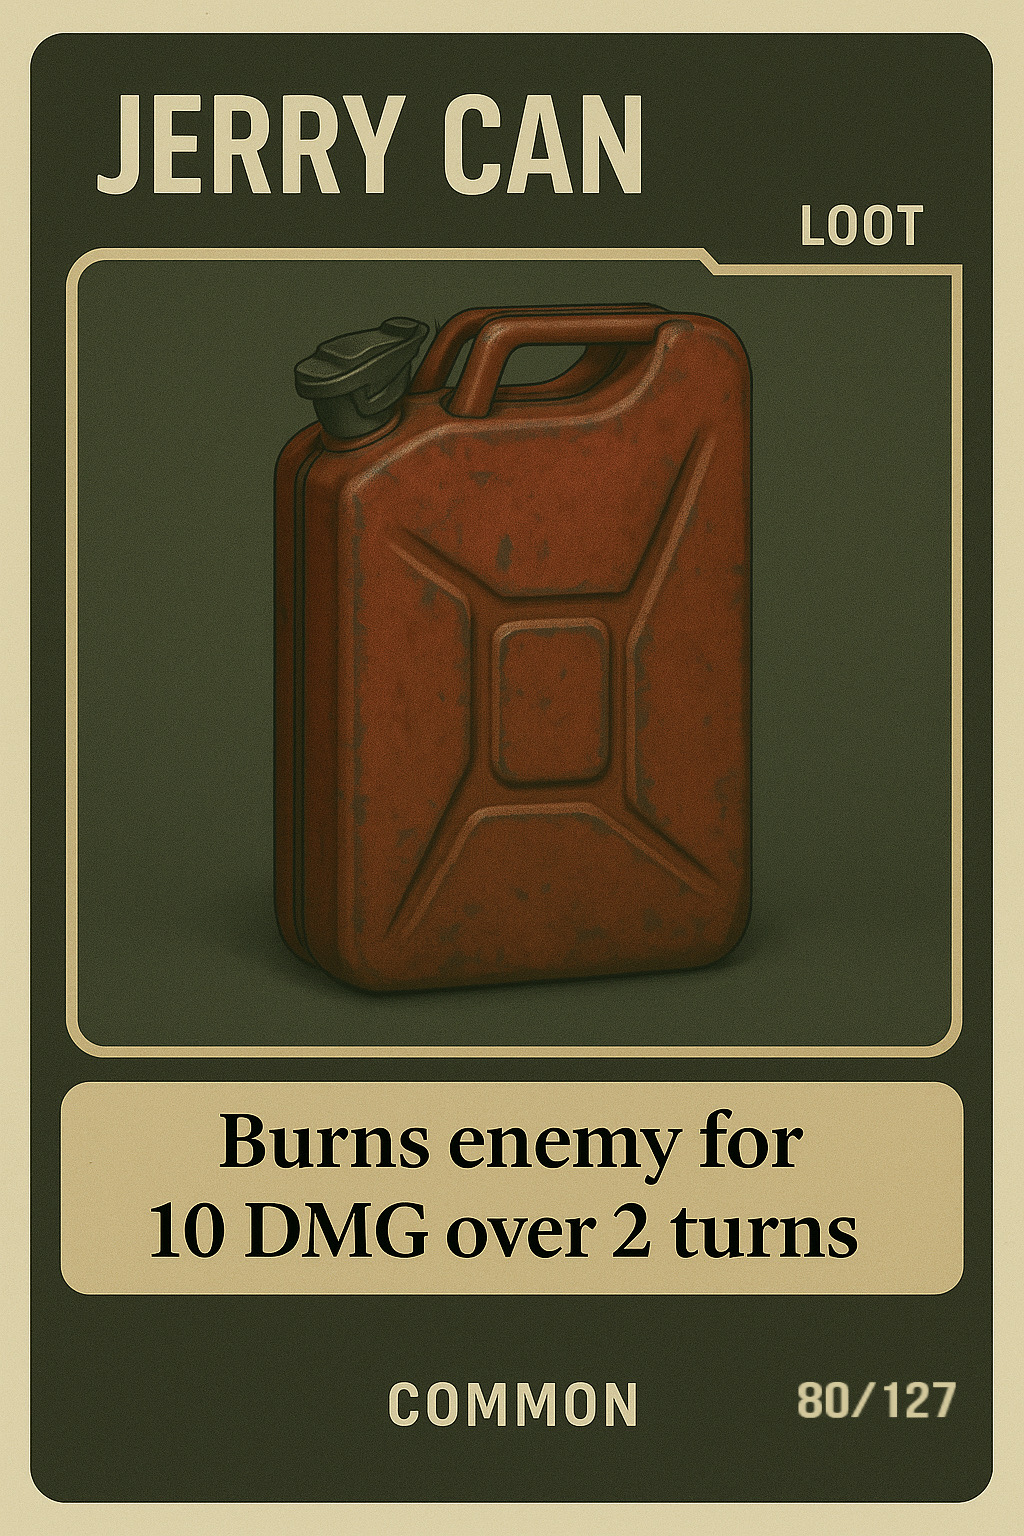 JERRY CAN
LOOT
Burns enemy for
10 DMG over 2 turns
COMMON
80/127